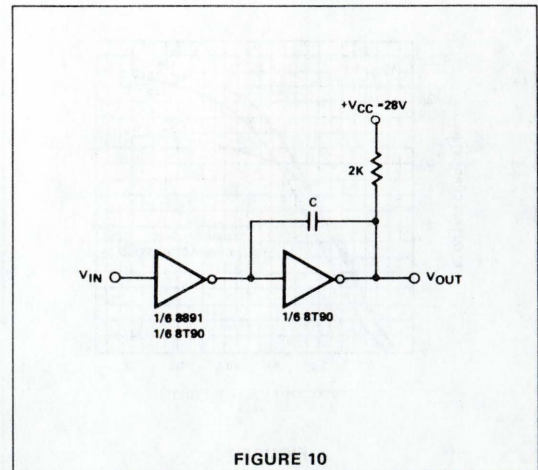 +VCC =28V
2K
C
VIN
VOUT
1/6 8891
1/6 8T90
1/6 8T90
FIGURE 10